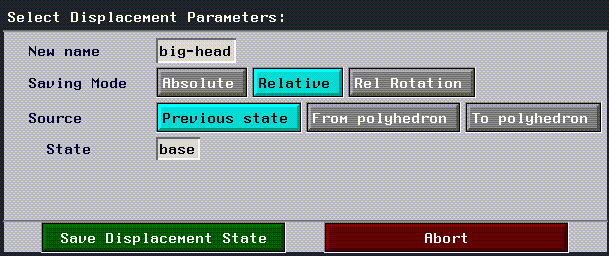 Select Displacement Parameters:
New name big-head
Saving Mode Absolute Relative Rel Rotation
Source Previous state From polyhedron To polyhedron
State base
Save Displacement State Abort